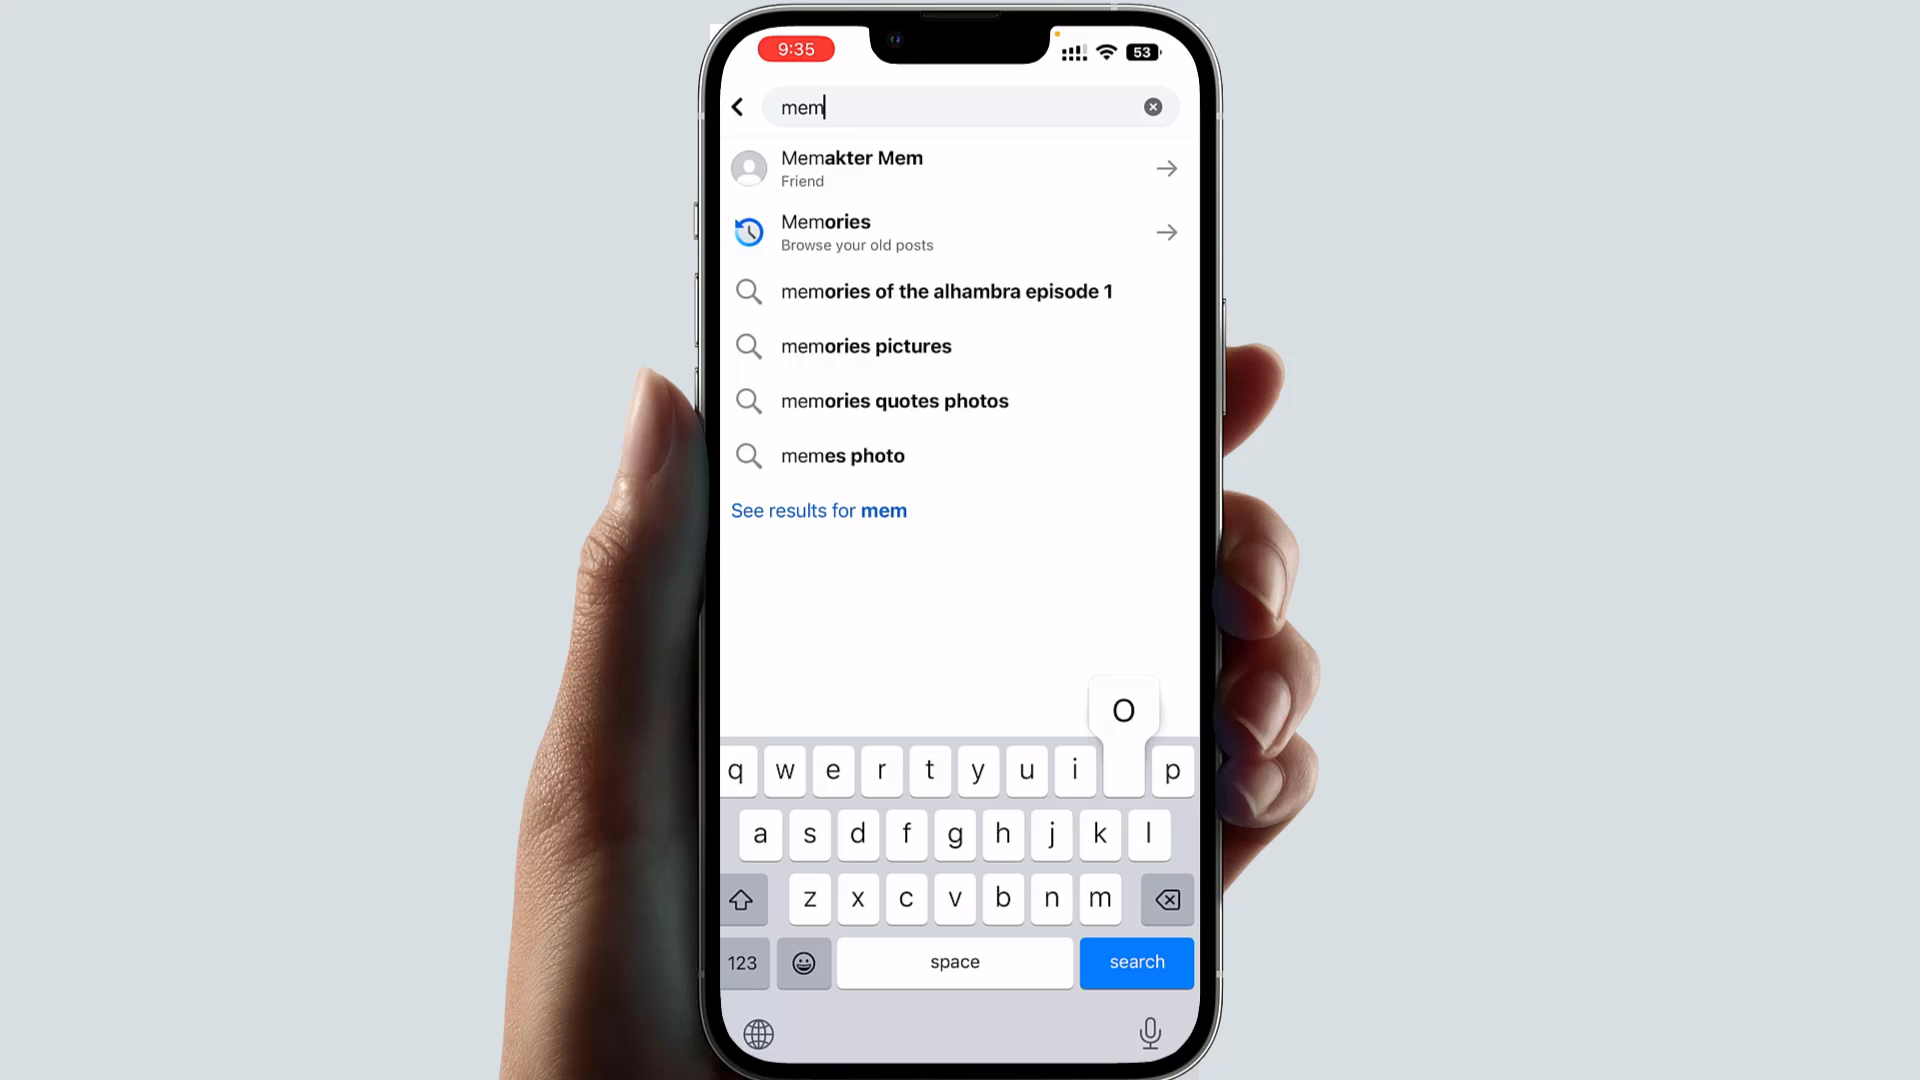 9:35
53
mem
Memakter Mem
Friend
Memories
Browse your old posts
memories of the alhambra episode 1
memories pictures
memories quotes photos
memes photo
See results for mem
O
q w e r t y u i p
a s d f g h j k l
z x c v b n m
123 space search